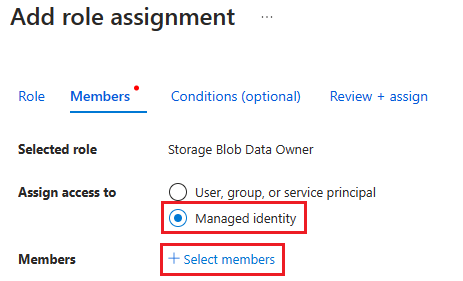 Add role assignment ...
Role Members Conditions (optional) Review + assign
Selected role Storage Blob Data Owner
Assign access to User, group, or service principal
Managed identity
Members + Select members